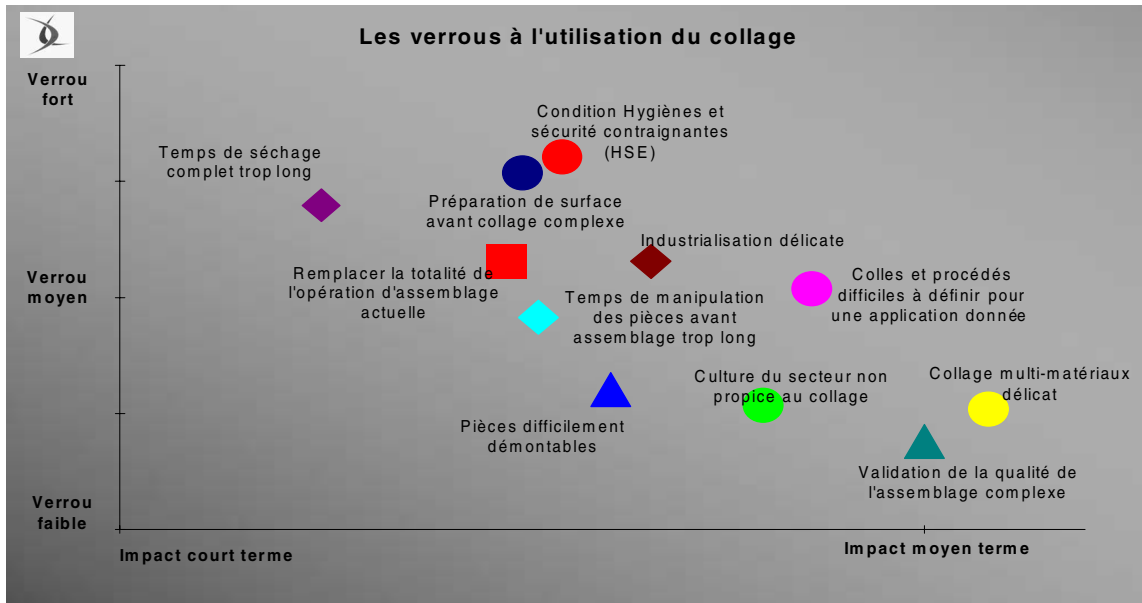 Les verrous à l'utilisation du collage
Verrou
fort
Condition Hygiènes et
sécurité contraignantes
(HSE)
Temps de séchage
complet trop long
Préparation de surface
avant collage complexe
Industrialisation délicate
Verrou
moyen
Remplacer la totalité de
l'opération d'assemblage
actuelle
Temps de manipulation
des pièces avant
assemblage trop long
Colles et procédés
difficiles à définir pour
une application donnée
Culture du secteur non
propice au collage
Collage multi-matériaux
délicat
Pièces difficilement
démontables
Validation de la qualité de
l'assemblage complexe
Verrou
faible
Impact court terme
Impact moyen terme